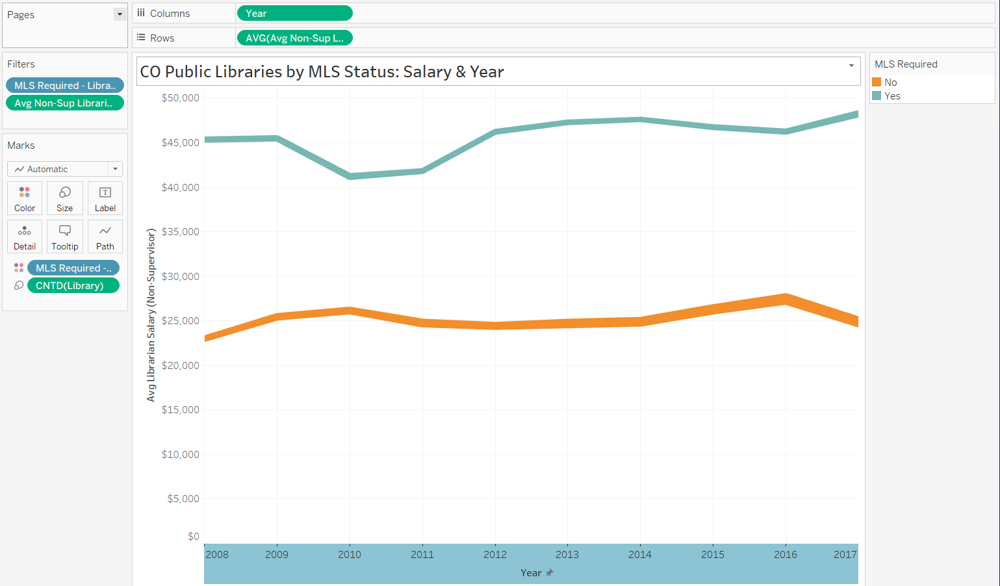 Pages
Columns
Year
Rows
AVG(Avg Non-Sup L..
Filters
MLS Required - Libra..
Avg Non-Sup Librari..
Marks
Automatic
Color
Size
Label
Detail
Tooltip
Path
MLS Required -..
CNTD(Library)
CO Public Libraries by MLS Status: Salary & Year
Avg Librarian Salary (Non-Supervisor)
$50,000
$45,000
$40,000
$35,000
$30,000
$25,000
$20,000
$15,000
$10,000
$5,000
$0
2008 2009 2010 2011 2012 2013 2014 2015 2016 2017
Year
MLS Required
No
Yes